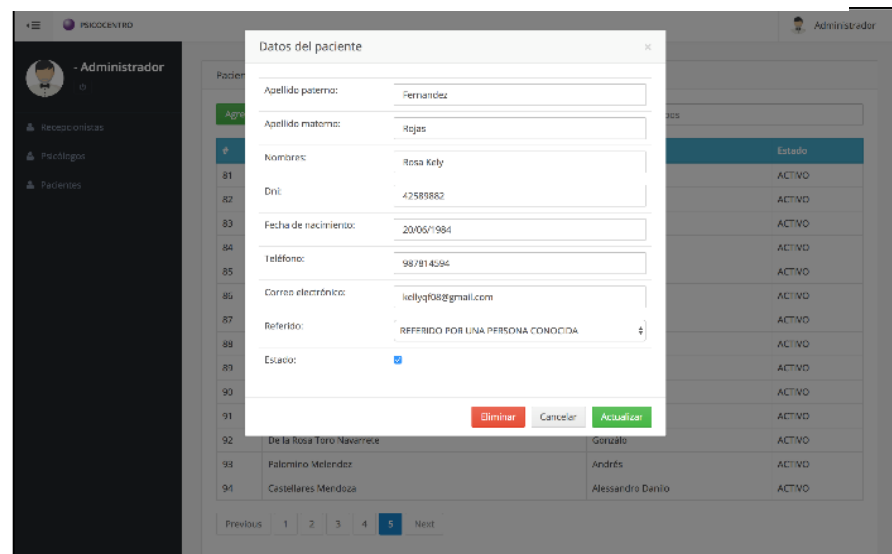 PSICOCENTRO
Administrador
- Administrador
Recepcionistas
Psicólogos
Pacientes
Datos del paciente ×
Apellido paterno: Fernandez
Apellido materno: Rojas
Nombres: Rosa Kely
Dni: 42589882
Fecha de nacimiento: 20/06/1984
Teléfono: 987814594
Correo electrónico: kellyqf08@gmail.com
Referido: REFERIDO POR UNA PERSONA CONOCIDA
Estado:
Eliminar Cancelar Actualizar
Pacien
Agre
# Estado
81 ACTIVO
82 ACTIVO
83 ACTIVO
84 ACTIVO
85 ACTIVO
86 ACTIVO
87 ACTIVO
88 ACTIVO
89 ACTIVO
90 ACTIVO
91 ACTIVO
92 De la Rosa Toro Navarrete Gonzalo ACTIVO
93 Palomino Melendez Andrés ACTIVO
94 Castellares Mendoza Alessandro Danilo ACTIVO
Previous 1 2 3 4 5 Next